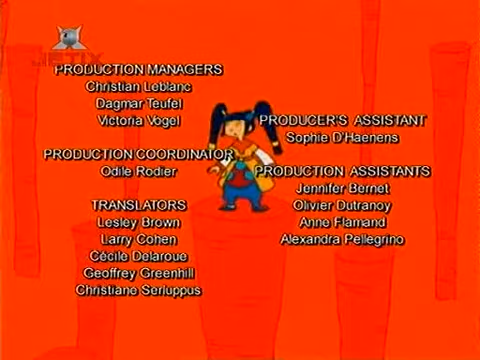 JETIX
PRODUCTION MANAGERS
Christian Leblanc
Dagmar Teufel
Victoria Vogel
PRODUCTION COORDINATOR
Odile Rodier
TRANSLATORS
Lesley Brown
Larry Cohen
Cécile Delaroue
Geoffrey Greenhill
Christiane Serluppus
PRODUCER'S ASSISTANT
Sophie D'Haenens
PRODUCTION ASSISTANTS
Jennifer Bernet
Olivier Dutranoy
Anne Flamand
Alexandra Pellegrino